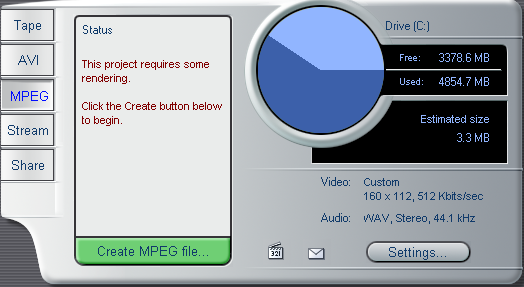 Tape
AVI
MPEG
Stream
Share
Status
This project requires some
rendering.
Click the Create button below
to begin.
Create MPEG file...
Drive (C:)
Free: 3378.6 MB
Used: 4854.7 MB
Estimated size
3.3 MB
Video: Custom
160 x 112, 512 Kbits/sec
Audio: WAV, Stereo, 44.1 kHz
321
Settings...